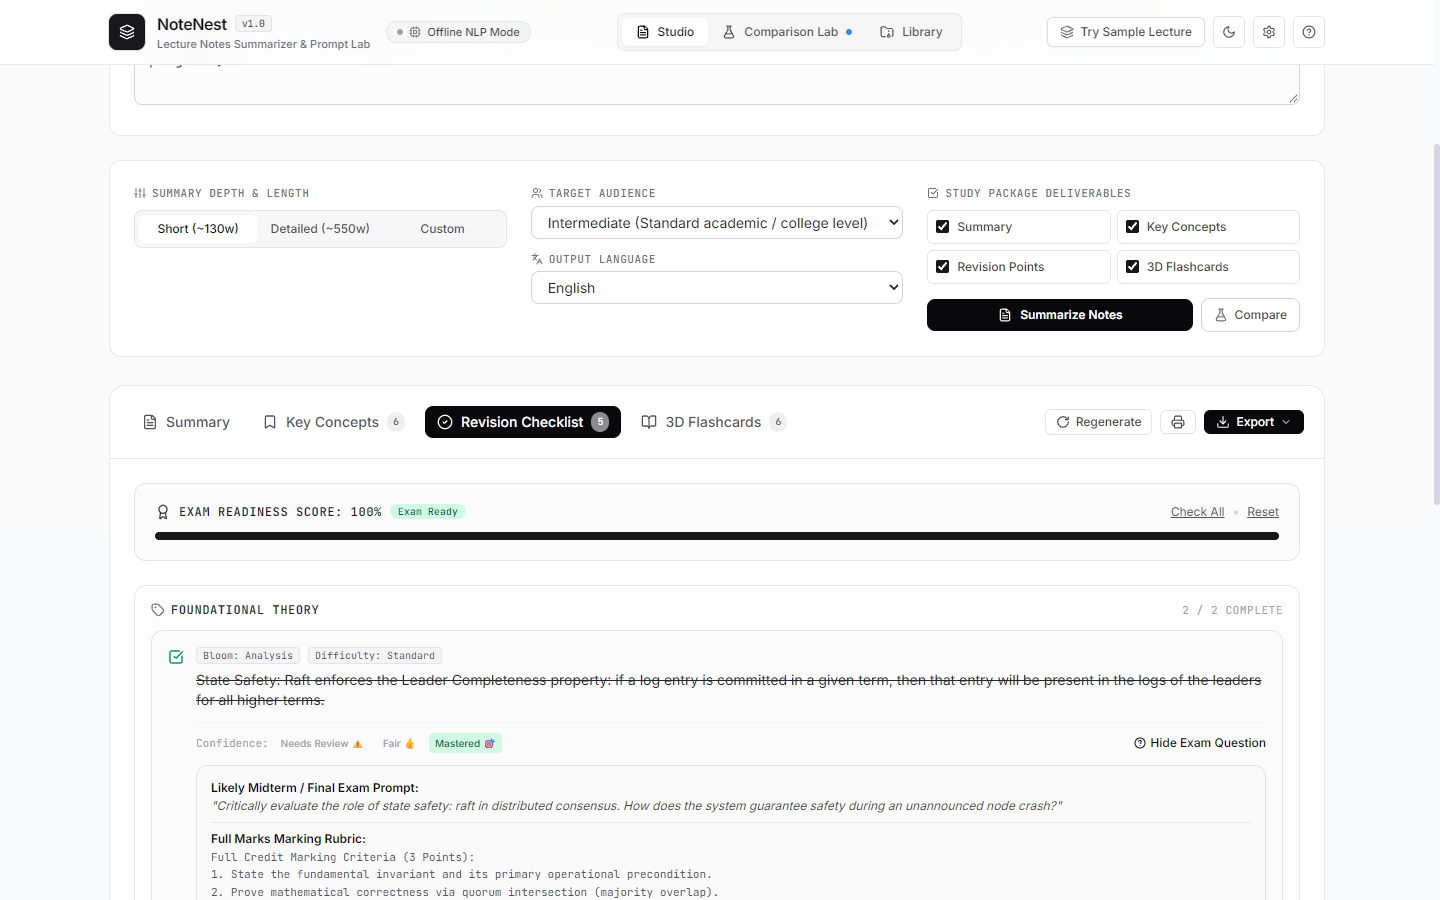 NoteNest v1.0
Lecture Notes Summarizer & Prompt Lab
Offline NLP Mode
Studio
Comparison Lab
Library
Try Sample Lecture
SUMMARY DEPTH & LENGTH
Short (~130w)
Detailed (~550w)
Custom
TARGET AUDIENCE
Intermediate (Standard academic / college level)
OUTPUT LANGUAGE
English
STUDY PACKAGE DELIVERABLES
Summary
Key Concepts
Revision Points
3D Flashcards
Summarize Notes
Compare
Summary
Key Concepts 6
Revision Checklist 5
3D Flashcards 6
Regenerate
Export
EXAM READINESS SCORE: 100% Exam Ready
Check All • Reset
FOUNDATIONAL THEORY
2 / 2 COMPLETE
Bloom: Analysis
Difficulty: Standard
State Safety: Raft enforces the Leader Completeness property: if a log entry is committed in a given term, then that entry will be present in the logs of the leaders
for all higher terms.
Confidence: Needs Review ⚠️ Fair 👍 Mastered 🎯
Hide Exam Question
Likely Midterm / Final Exam Prompt:
"Critically evaluate the role of state safety: raft in distributed consensus. How does the system guarantee safety during an unannounced node crash?"
Full Marks Marking Rubric:
Full Credit Marking Criteria (3 Points):
1. State the fundamental invariant and its primary operational precondition.
2. Prove mathematical correctness via quorum intersection (majority overlap).